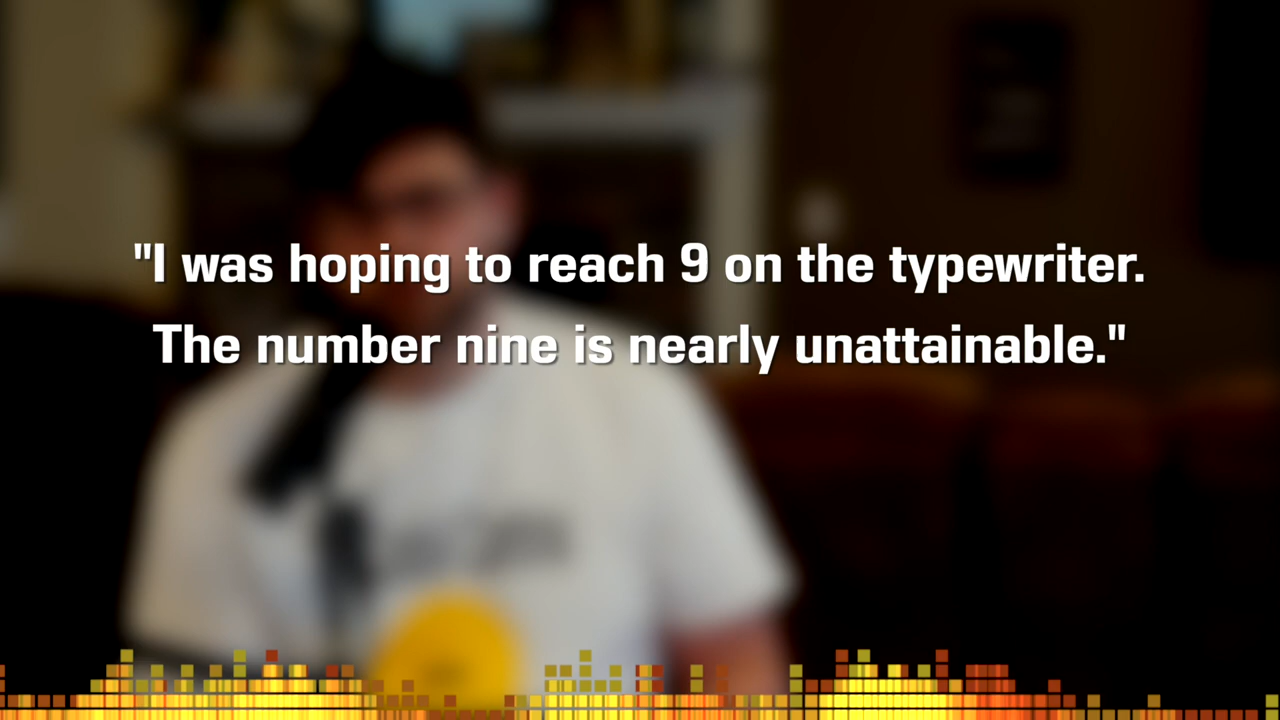 "I was hoping to reach 9 on the typewriter.
The number nine is nearly unattainable."